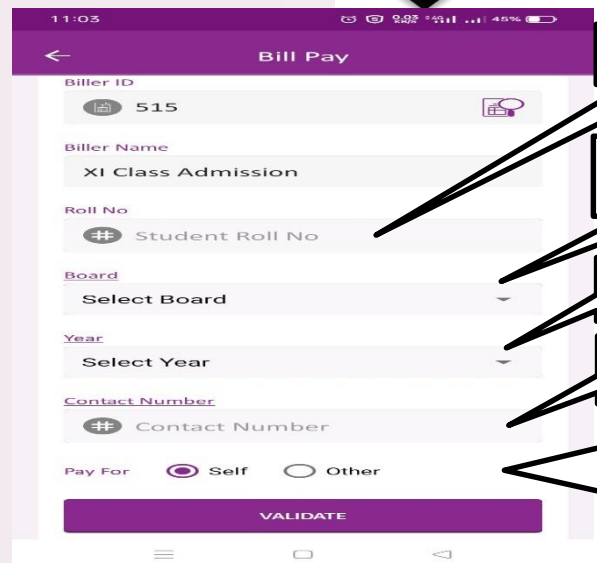 11:03 45%
Bill Pay
Biller ID
515
Biller Name
XI Class Admission
Roll No
# Student Roll No
Board
Select Board
Year
Select Year
Contact Number
# Contact Number
Pay For Self Other
VALIDATE